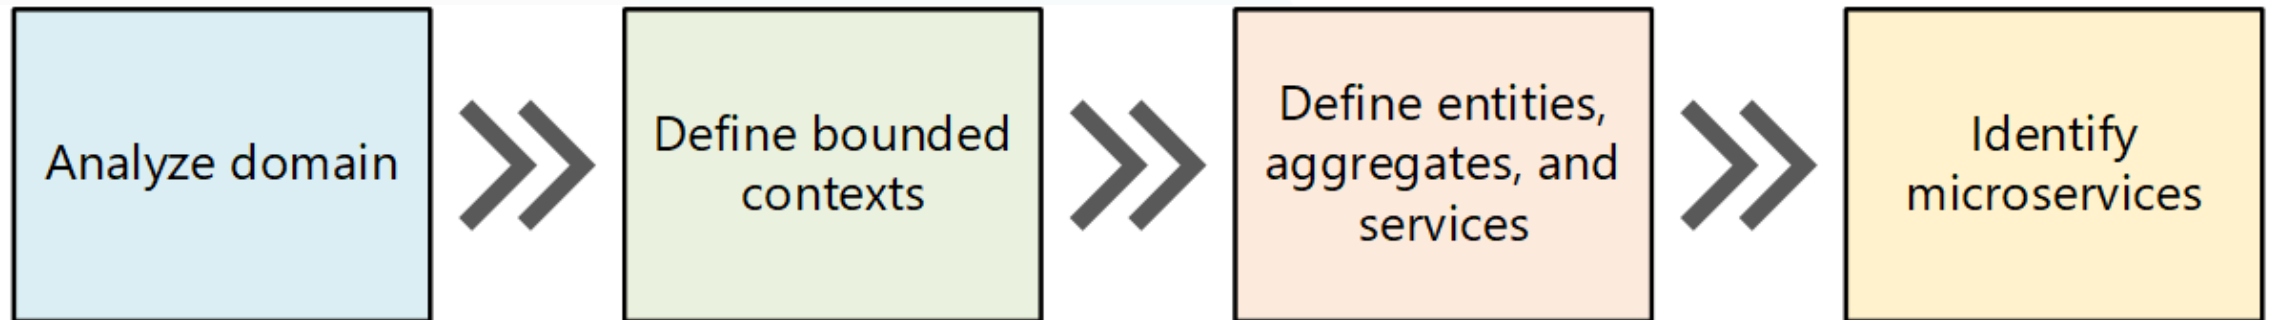 Analyze domain
Define bounded
contexts
Define entities,
aggregates, and
services
Identify
microservices